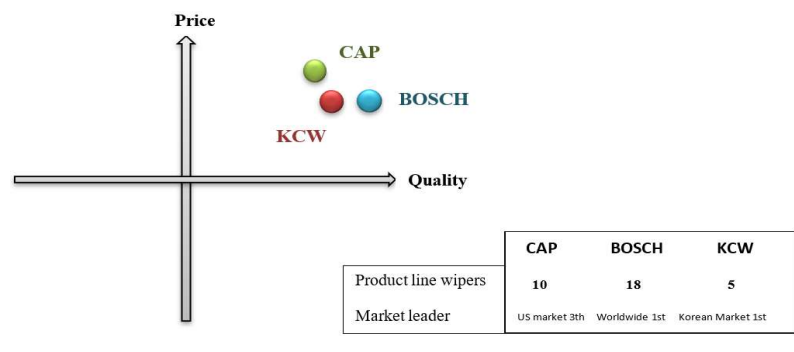 Price
CAP
BOSCH
KCW
Quality
CAP BOSCH KCW
Product line wipers 10 18 5
Market leader US market 3th Worldwide 1st Korean Market 1st